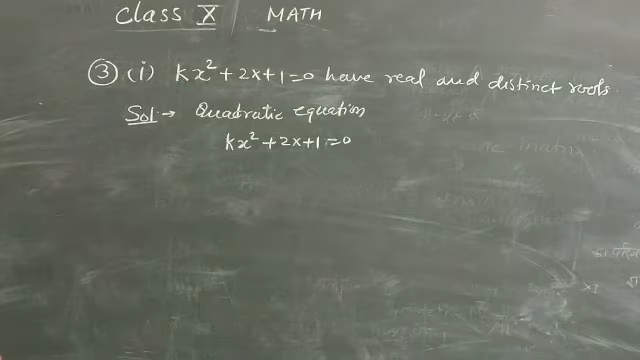 Class X MATH
③ (i) kx² + 2x + 1 = 0 have real and distinct roots.
Sol → Quadratic equation
kx² + 2x + 1 = 0